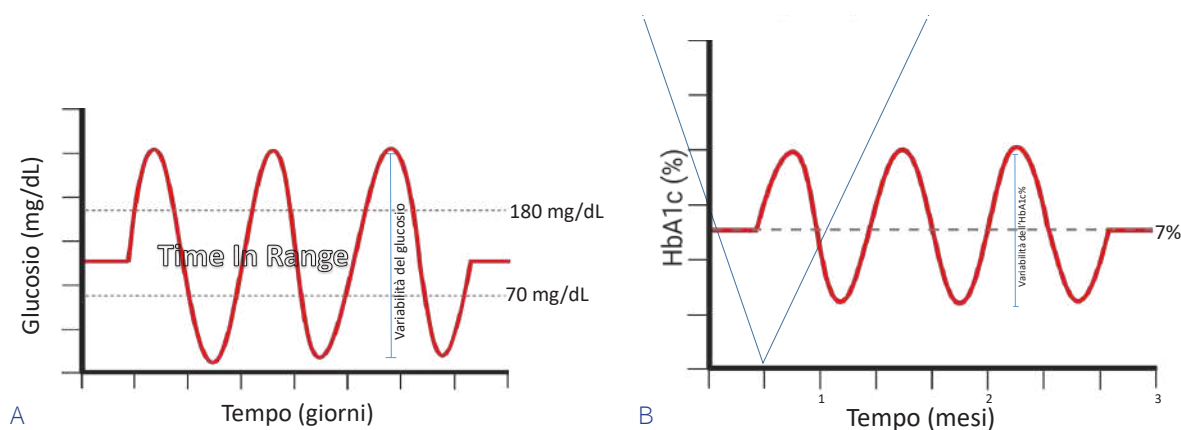 Glucosio (mg/dL)
Time In Range
Variabilità del glucosio
180 mg/dL
70 mg/dL
Tempo (giorni)
A
HbA1c (%)
Variabilità dell'HbA1c%
7%
1
2
3
Tempo (mesi)
B